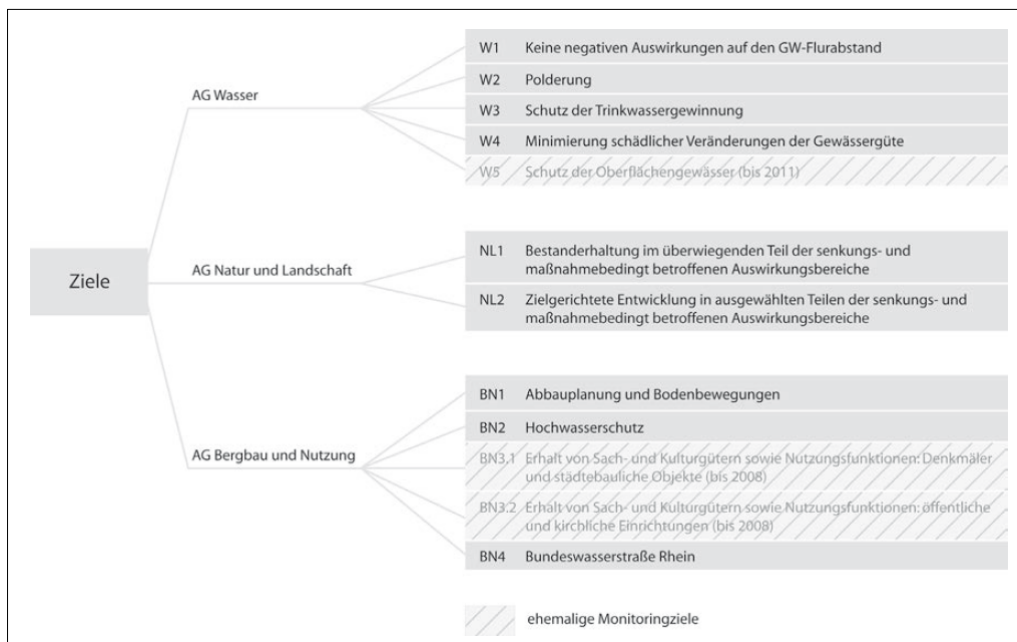 Ziele
AG Wasser
W1 Keine negativen Auswirkungen auf den GW-Flurabstand
W2 Polderung
W3 Schutz der Trinkwassergewinnung
W4 Minimierung schädlicher Veränderungen der Gewässergüte
W5 Schutz der Oberflächengewässer (bis 2011)
AG Natur und Landschaft
NL1 Bestanderhaltung im überwiegenden Teil der senkungs- und
maßnahmebedingt betroffenen Auswirkungsbereiche
NL2 Zielgerichtete Entwicklung in ausgewählten Teilen der senkungs- und
maßnahmebedingt betroffenen Auswirkungsbereiche
AG Bergbau und Nutzung
BN1 Abbauplanung und Bodenbewegungen
BN2 Hochwasserschutz
BN3.1 Erhalt von Sach- und Kulturgütern sowie Nutzungsfunktionen: Denkmäler
und städtebauliche Objekte (bis 2008)
BN3.2 Erhalt von Sach- und Kulturgütern sowie Nutzungsfunktionen: öffentliche
und kirchliche Einrichtungen (bis 2008)
BN4 Bundeswasserstraße Rhein
ehemalige Monitoringziele